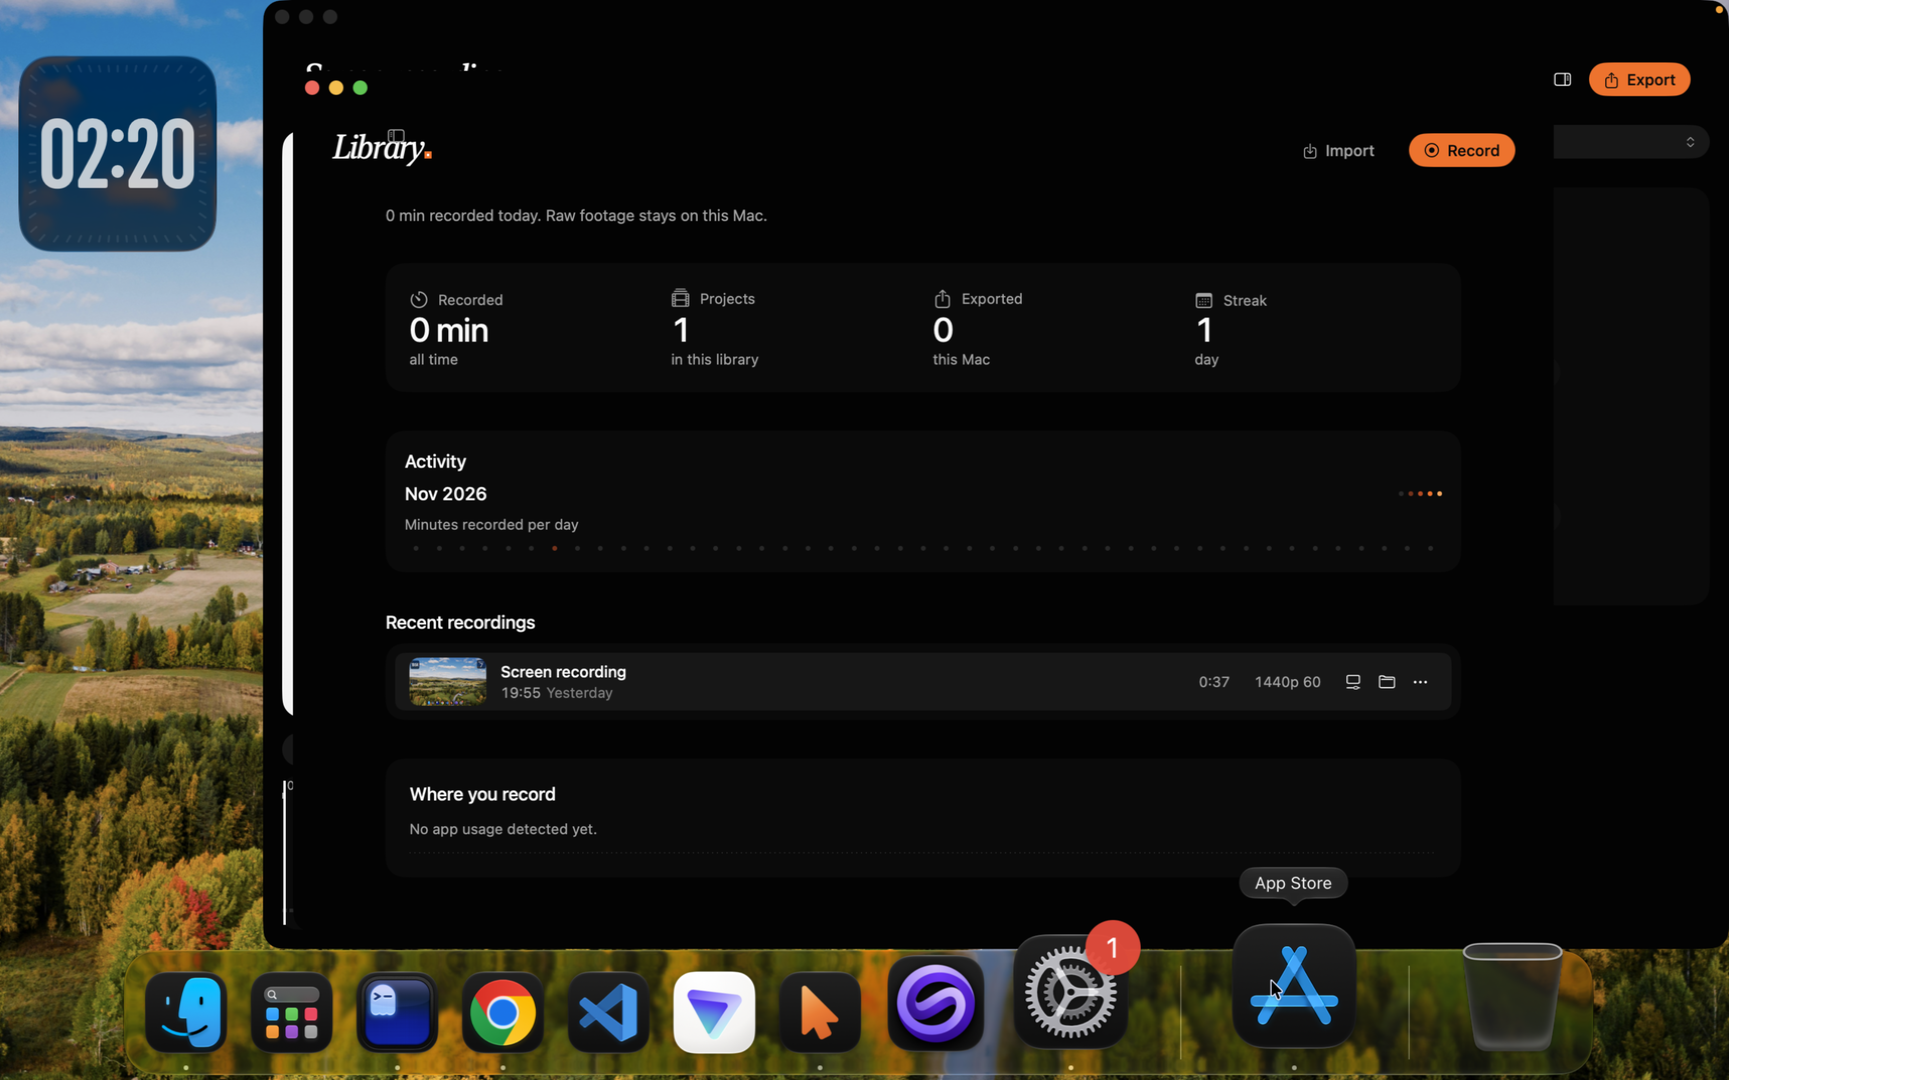 02:20
Export
Library.
Import
Record
0 min recorded today. Raw footage stays on this Mac.
Recorded
0 min
all time
Projects
1
in this library
Exported
0
this Mac
Streak
1
day
Activity
Nov 2026
Minutes recorded per day
Recent recordings
Screen recording
19:55 Yesterday
0:37
1440p 60
Where you record
No app usage detected yet.
App Store
1